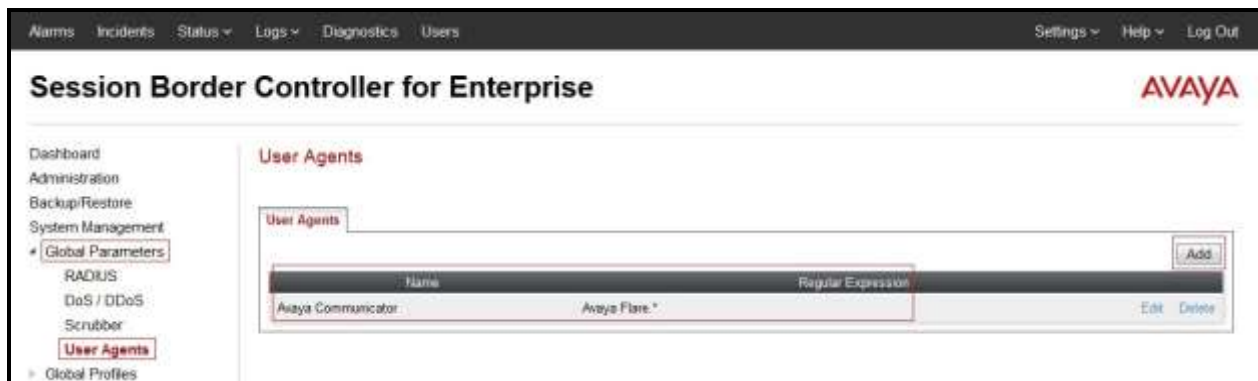 Alarms Incidents Status Logs Diagnostics Users Settings Help Log Out
Session Border Controller for Enterprise
AVAYA
Dashboard
Administration
Backup/Restore
System Management
Global Parameters
RADIUS
DoS / DDoS
Scrubber
User Agents
Global Profiles
User Agents
User Agents
Add
Name Regular Expression
Avaya Communicator Avaya Flare.* Edit Delete